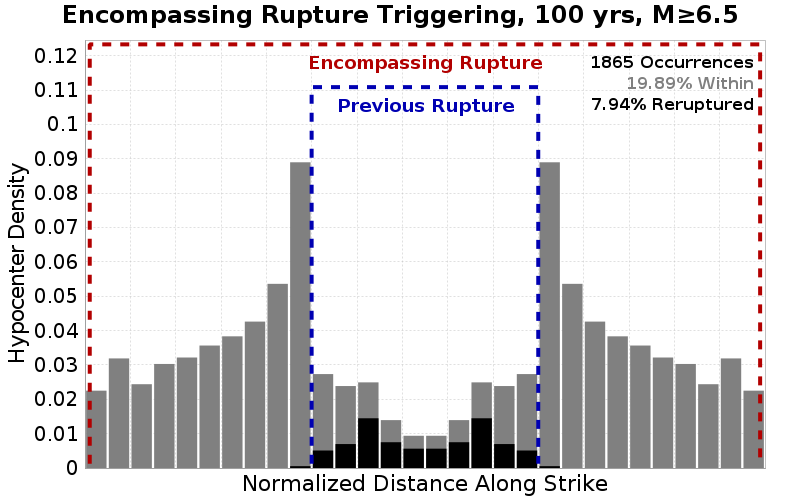 Encompassing Rupture Triggering, 100 yrs, M≥6.5
Encompassing Rupture
Previous Rupture
1865 Occurrences
19.89% Within
7.94% Reruptured
Hypocenter Density
0.12
0.11
0.1
0.09
0.08
0.07
0.06
0.05
0.04
0.03
0.02
0.01
0
Normalized Distance Along Strike